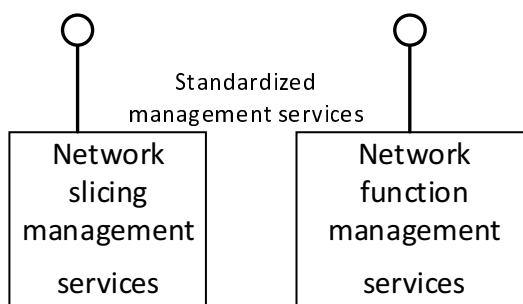 Standardized
management services
Network
slicing
management
services
Network
function
management
services